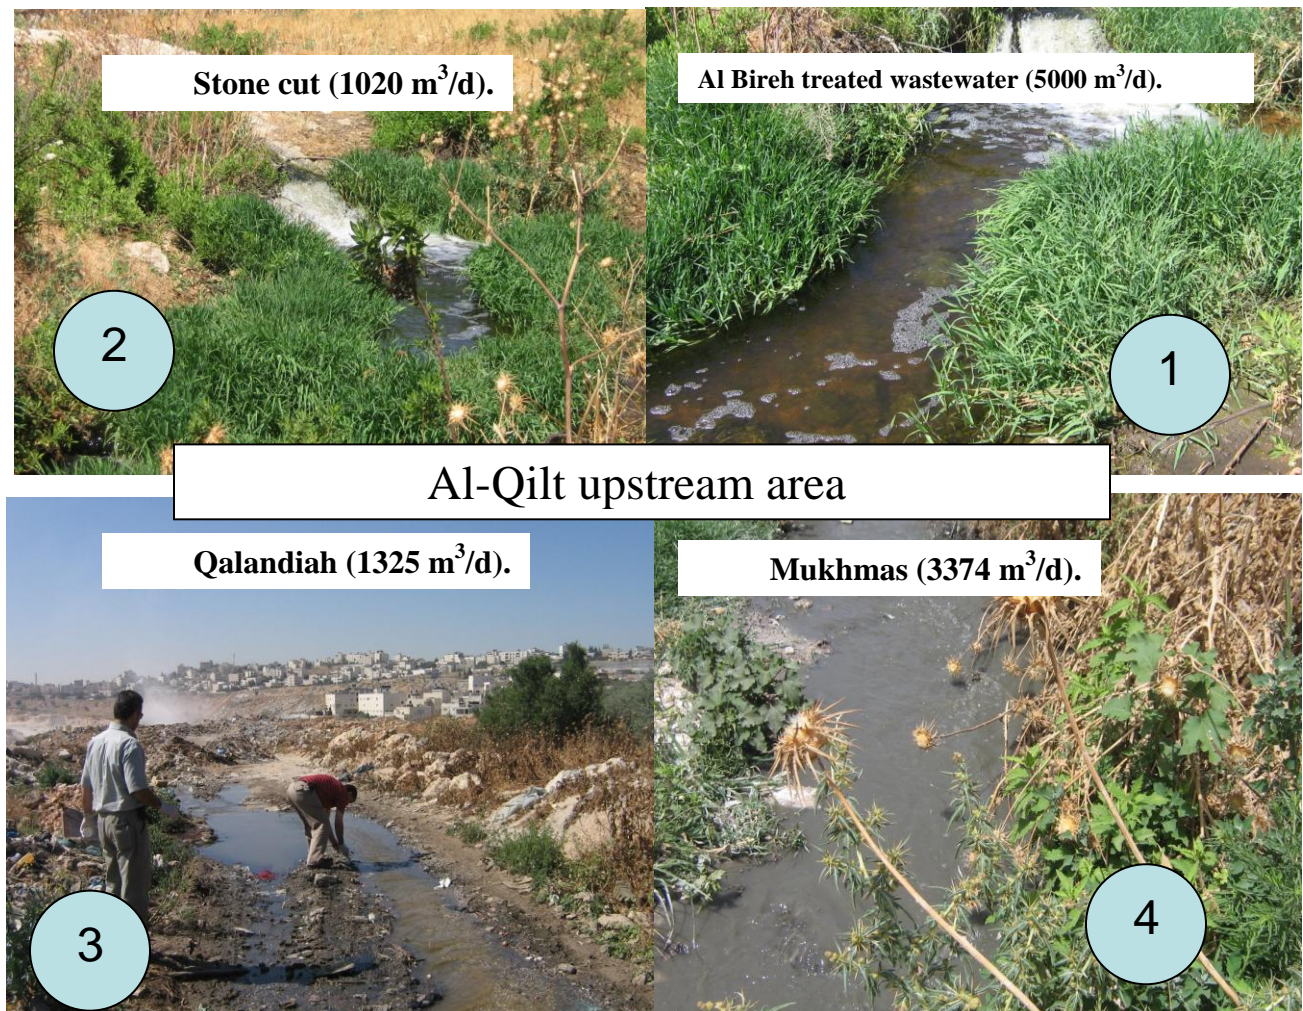 Stone cut (1020 m³/d).
Al Bireh treated wastewater (5000 m³/d).
2
1
Al-Qilt upstream area
Qalandiah (1325 m³/d).
Mukhmas (3374 m³/d).
3
4